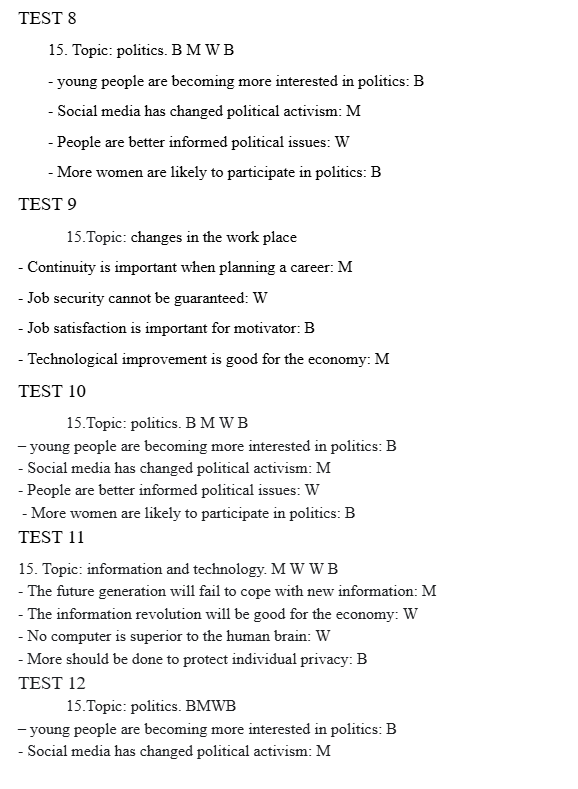 TEST 8
15. Topic: politics. B M W B
- young people are becoming more interested in politics: B
- Social media has changed political activism: M
- People are better informed political issues: W
- More women are likely to participate in politics: B
TEST 9
15.Topic: changes in the work place
- Continuity is important when planning a career: M
- Job security cannot be guaranteed: W
- Job satisfaction is important for motivator: B
- Technological improvement is good for the economy: M
TEST 10
15.Topic: politics. B M W B
– young people are becoming more interested in politics: B
- Social media has changed political activism: M
- People are better informed political issues: W
- More women are likely to participate in politics: B
TEST 11
15. Topic: information and technology. M W W B
- The future generation will fail to cope with new information: M
- The information revolution will be good for the economy: W
- No computer is superior to the human brain: W
- More should be done to protect individual privacy: B
TEST 12
15.Topic: politics. BMWB
– young people are becoming more interested in politics: B
- Social media has changed political activism: M